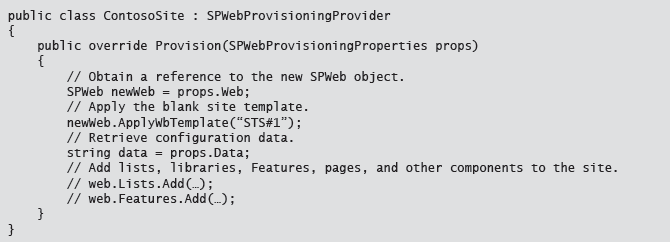 public class ContosoSite : SPWebProvisioningProvider
{
public override Provision(SPWebProvisioningProperties props)
{
// Obtain a reference to the new SPWeb object.
SPWeb newWeb = props.Web;
// Apply the blank site template.
newWeb.ApplyWbTemplate(“STS#1”);
// Retrieve configuration data.
string data = props.Data;
// Add lists, libraries, Features, pages, and other components to the site.
// web.Lists.Add(…);
// web.Features.Add(…);
}
}